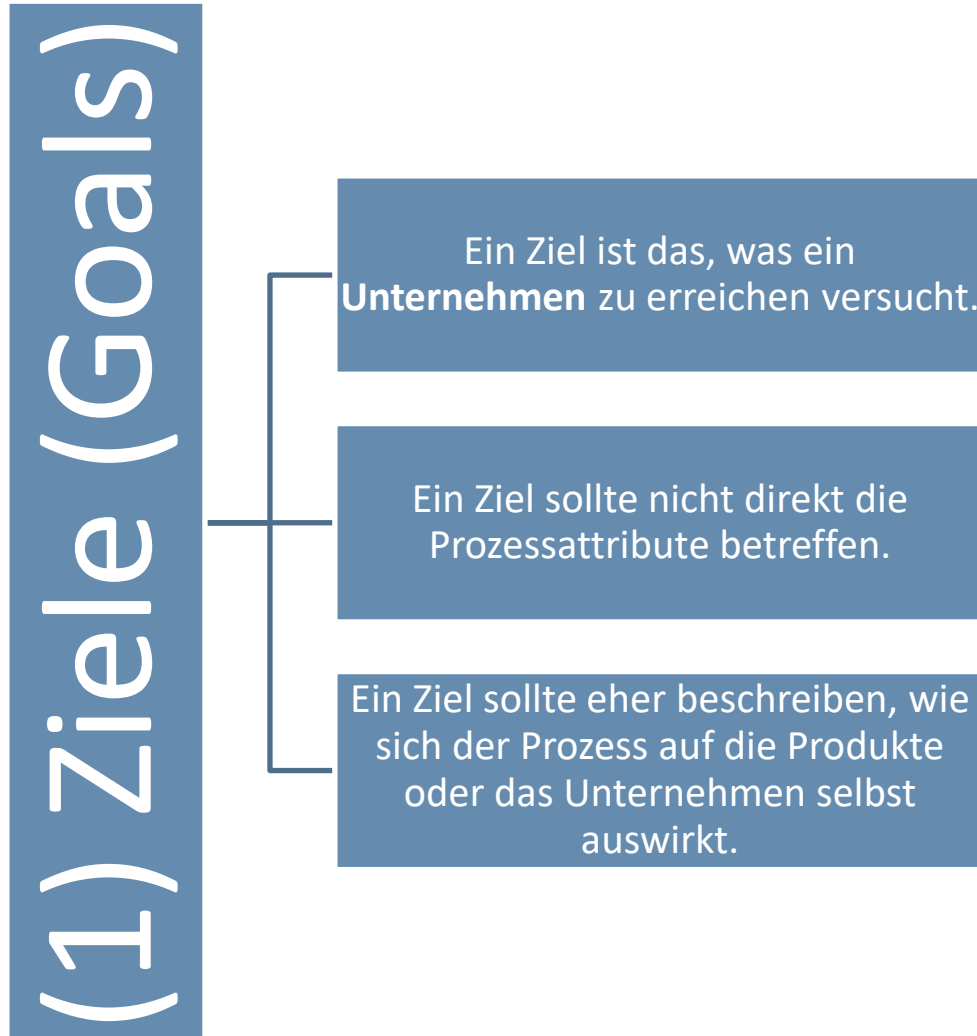 (1) Ziele (Goals)
Ein Ziel ist das, was ein
Unternehmen zu erreichen versucht.
Ein Ziel sollte nicht direkt die
Prozessattribute betreffen.
Ein Ziel sollte eher beschreiben, wie
sich der Prozess auf die Produkte
oder das Unternehmen selbst
auswirkt.